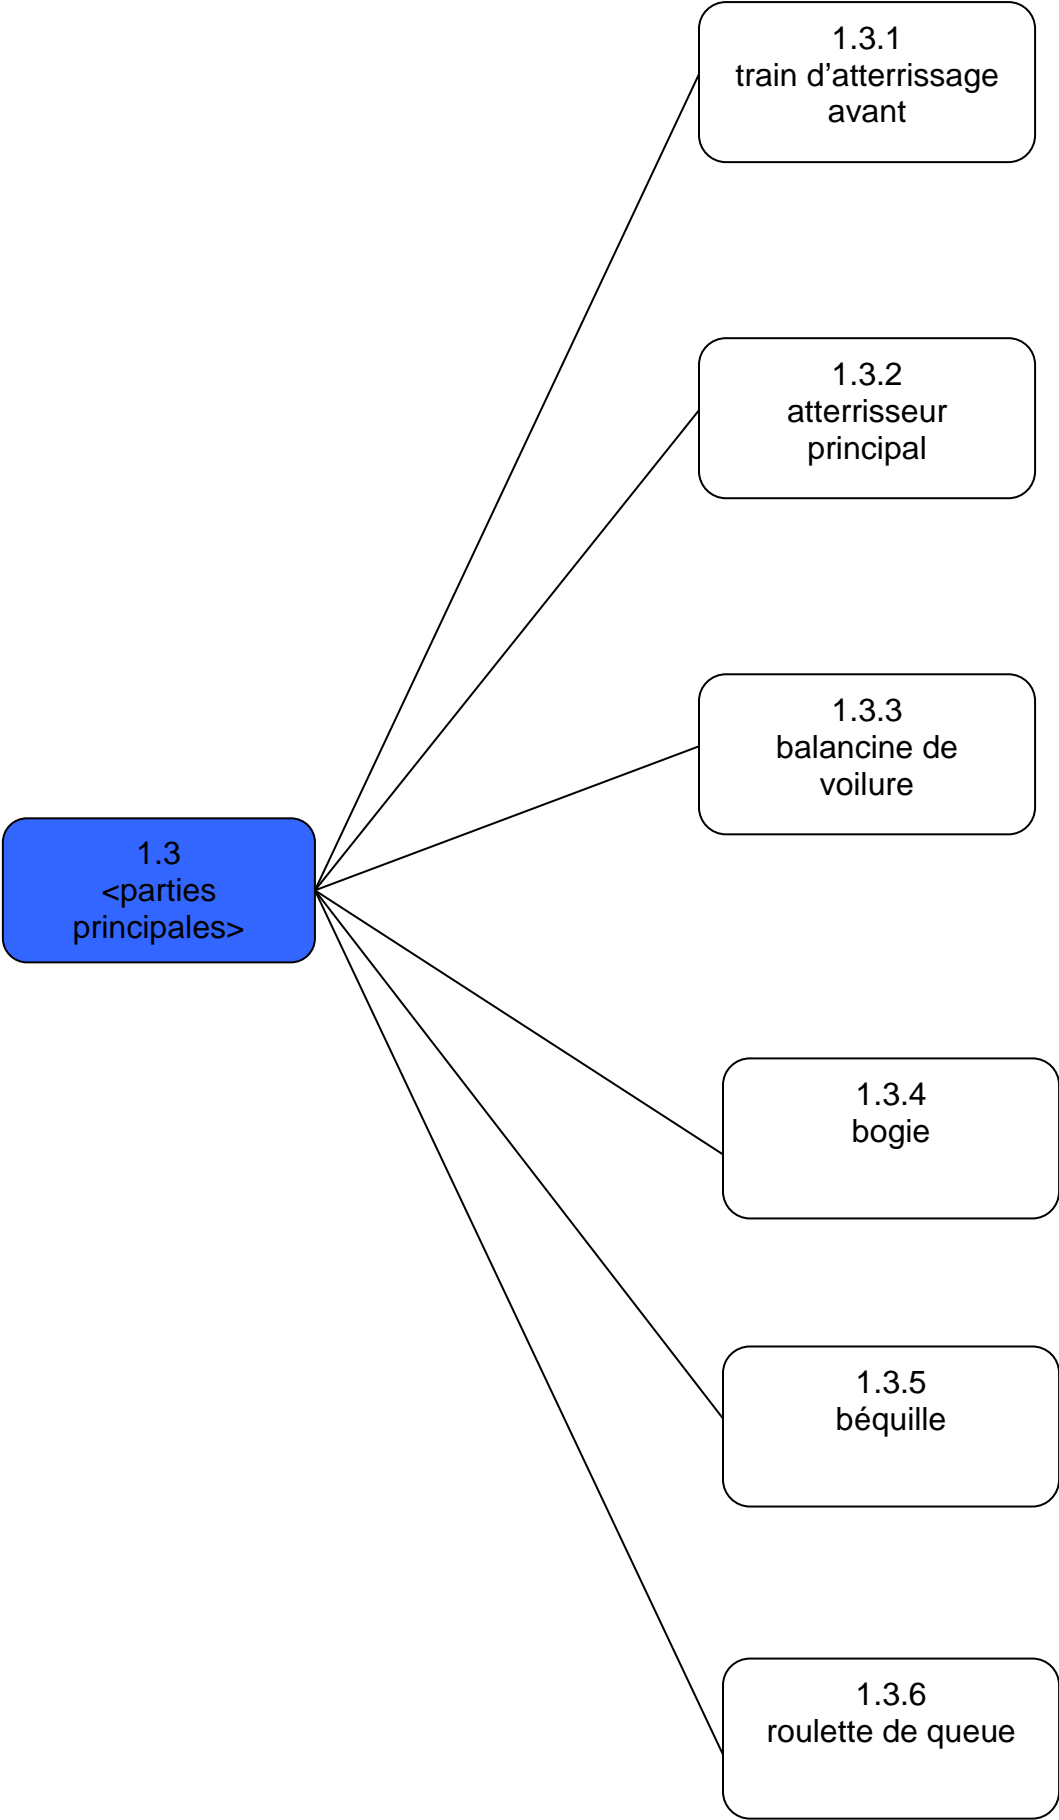 1.3.1
train d’atterrissage
avant
1.3.2
atterrisseur
principal
1.3.3
balancine de
voilure
1.3
<parties
principales>
1.3.4
bogie
1.3.5
béquille
1.3.6
roulette de queue